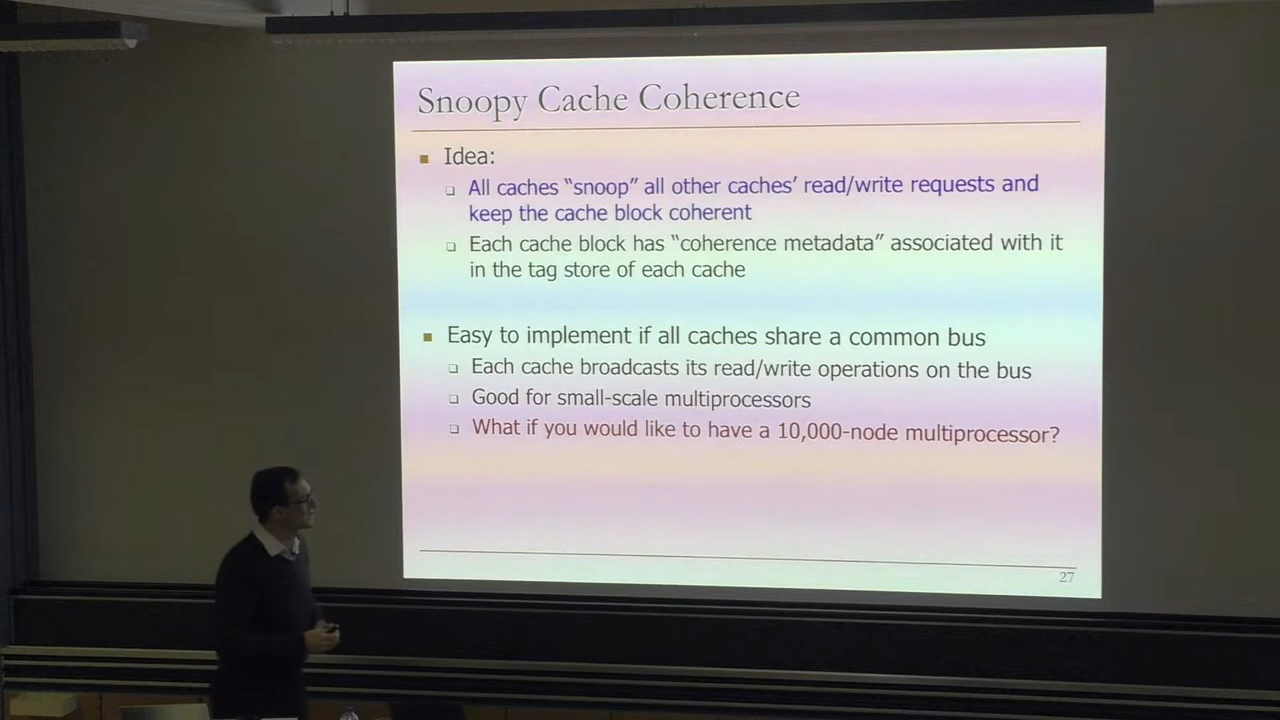 Snoopy Cache Coherence
Idea:
All caches “snoop” all other caches’ read/write requests and
keep the cache block coherent
Each cache block has “coherence metadata” associated with it
in the tag store of each cache
Easy to implement if all caches share a common bus
Each cache broadcasts its read/write operations on the bus
Good for small-scale multiprocessors
What if you would like to have a 10,000-node multiprocessor?
27